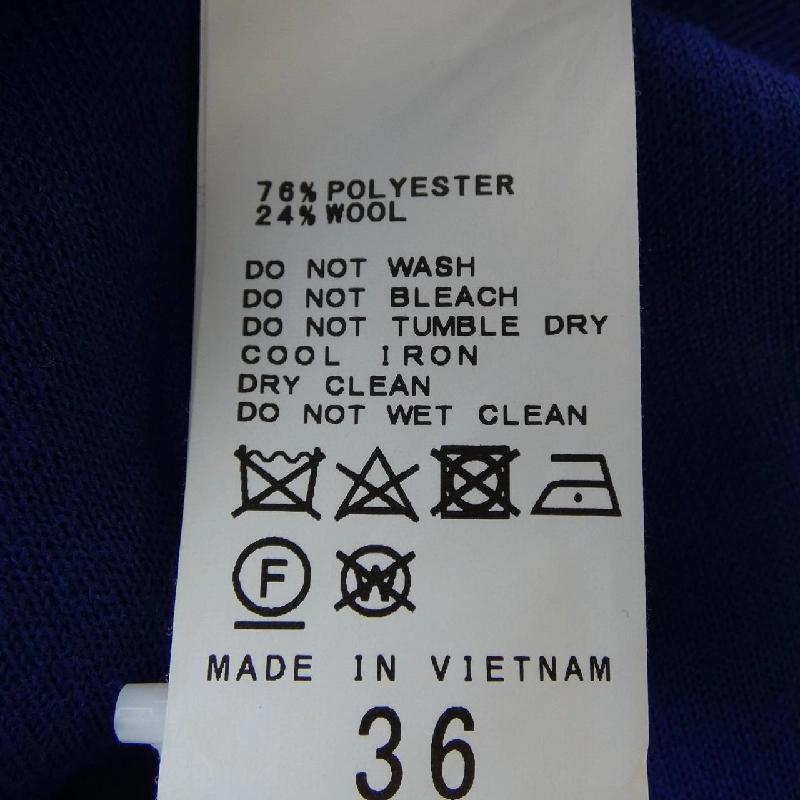 76% POLYESTER
24% WOOL
DO NOT WASH
DO NOT BLEACH
DO NOT TUMBLE DRY
COOL IRON
DRY CLEAN
DO NOT WET CLEAN
F W
MADE IN VIETNAM
36